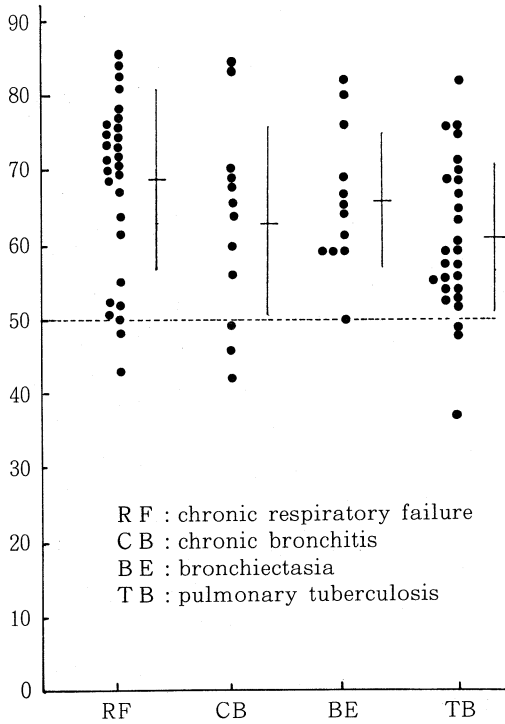 90
80
70
60
50
40
30
20
10
0
R F : chronic respiratory failure
C B : chronic bronchitis
B E : bronchiectasia
T B : pulmonary tuberculosis
RF CB BE TB